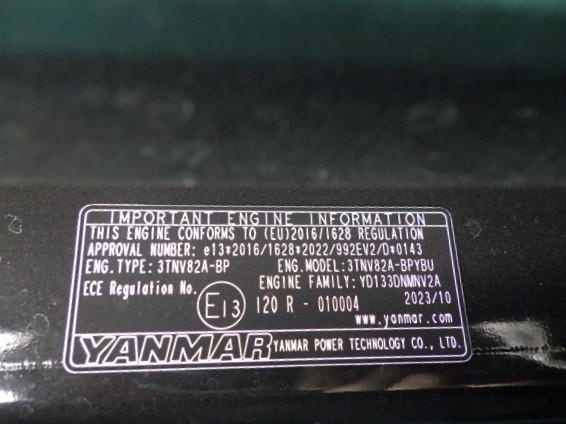 IMPORTANT ENGINE INFORMATION
THIS ENGINE CONFORMS TO (EU)2016/1628 REGULATION
APPROVAL NUMBER: e13*2016/1628*2022/992EV2/D*0143
ENG.TYPE: 3TNV82A-BP ENG.MODEL:3TNV82A-BPYBU
ENGINE FAMILY: YD133DNMNV2A
ECE Regulation No. E13 120 R - 010004 2023/10
www.yanmar.com
YANMAR YANMAR POWER TECHNOLOGY CO., LTD.